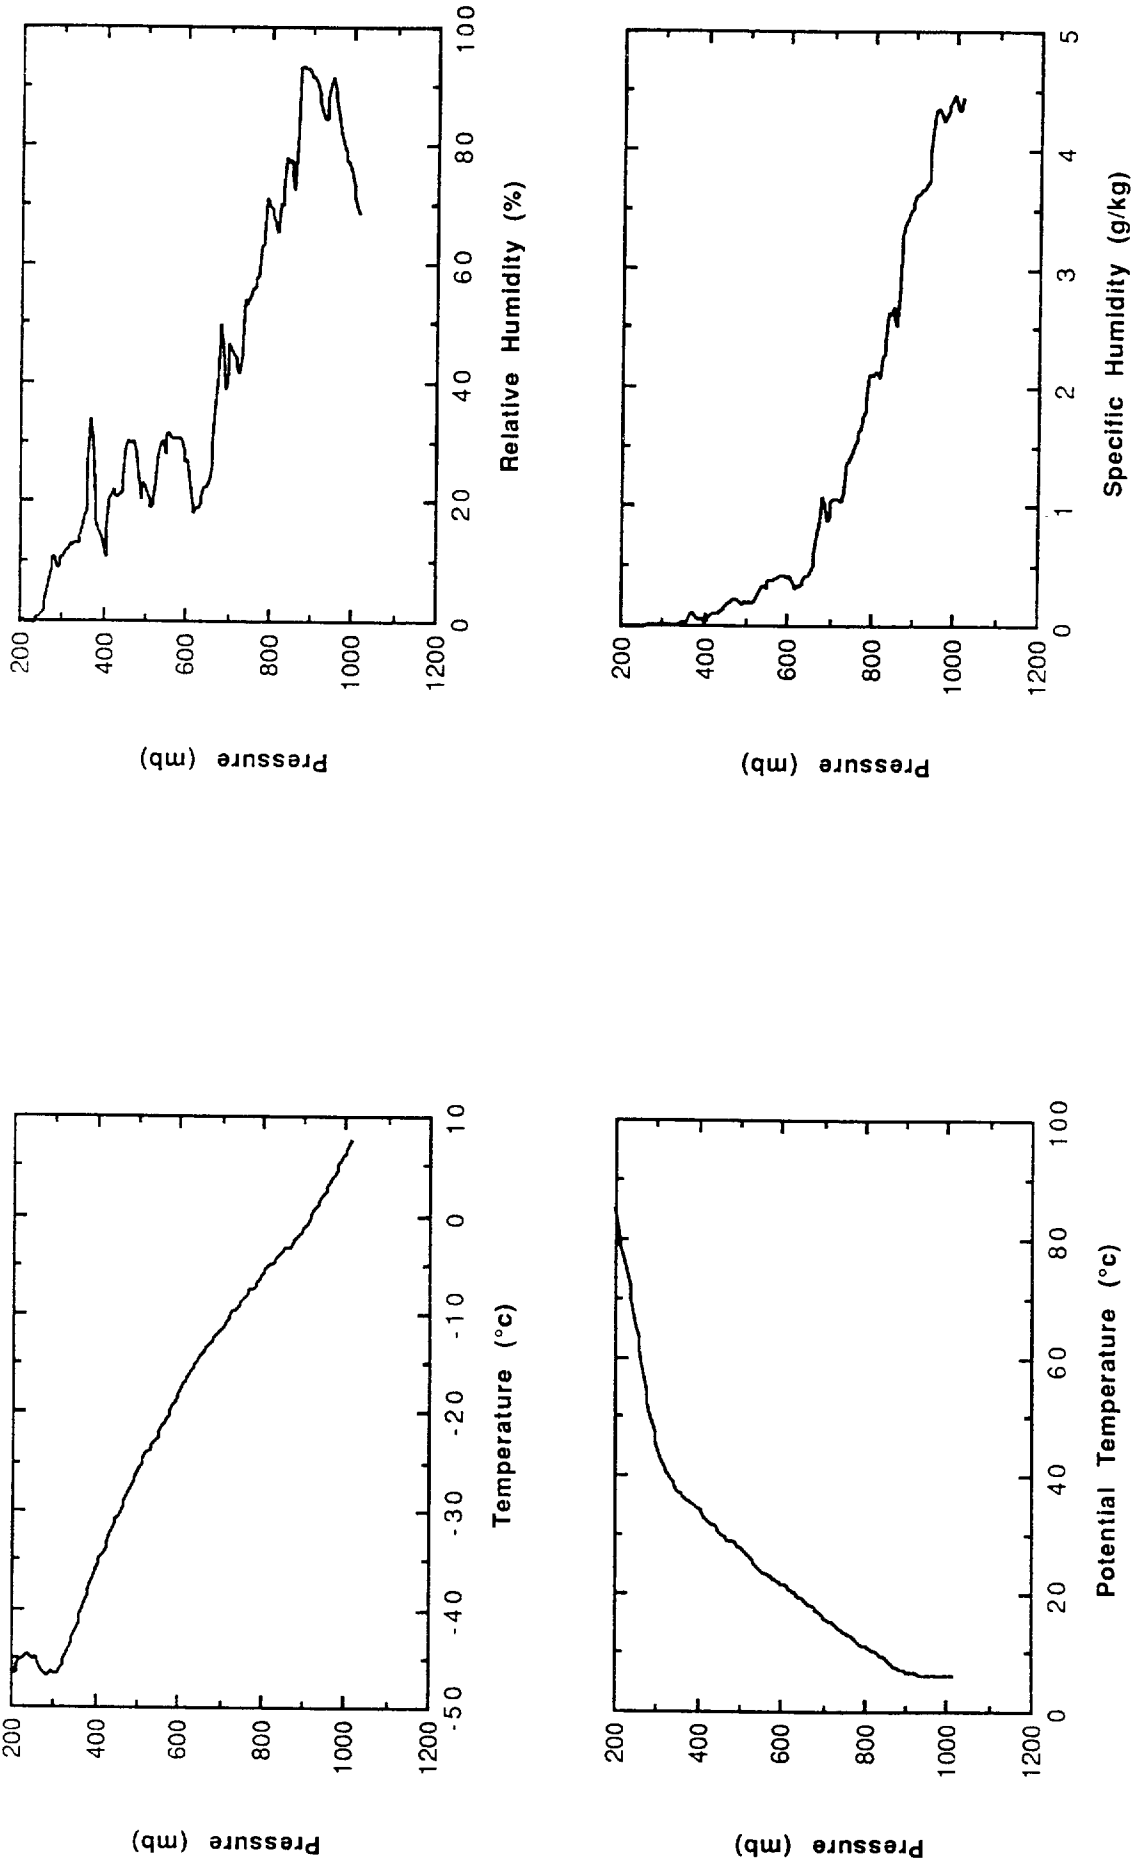 Pressure (mb)
200
400
600
800
1000
1200
-50 -40 -30 -20 -10 0 10
Temperature (°c)
Pressure (mb)
200
400
600
800
1000
1200
0 20 40 60 80 100
Relative Humidity (%)
Pressure (mb)
200
400
600
800
1000
1200
0 20 40 60 80 100
Potential Temperature (°c)
Pressure (mb)
200
400
600
800
1000
1200
0 1 2 3 4 5
Specific Humidity (g/kg)